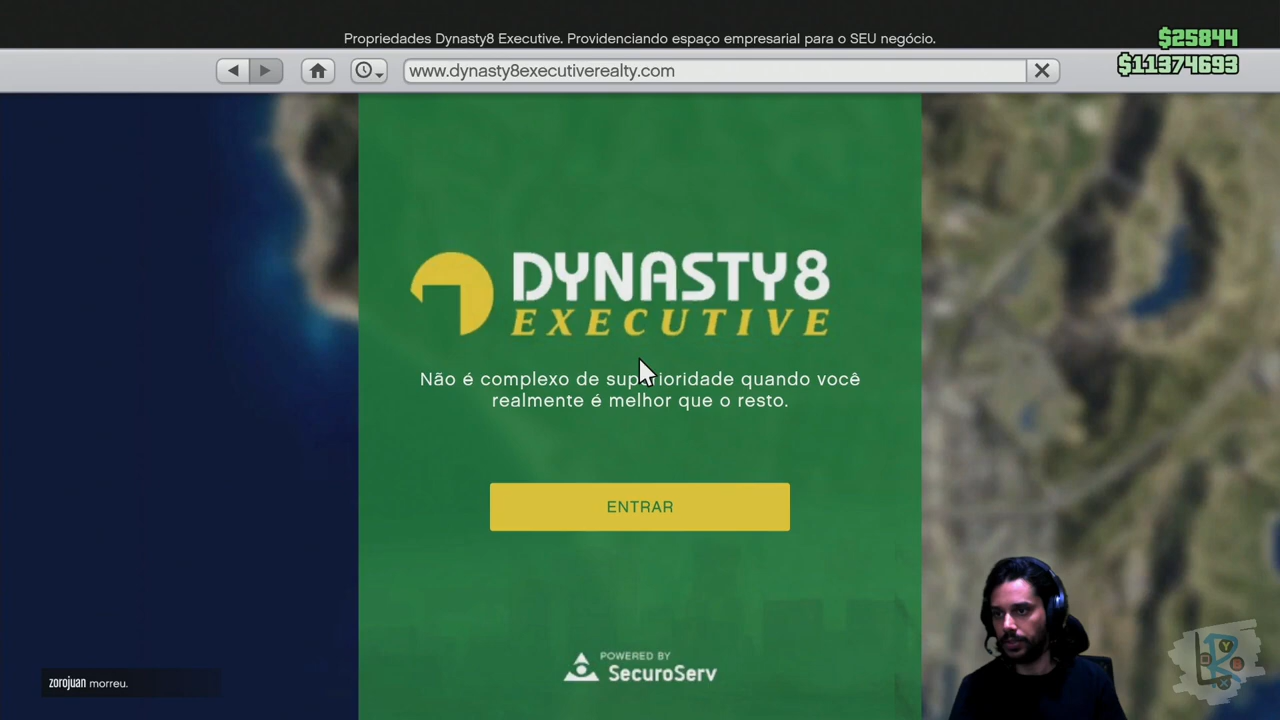 Propriedades Dynasty8 Executive. Providenciando espaço empresarial para o SEU negócio.
$25844
www.dynasty8executiverealty.com
$11374693
DYNASTY8
EXECUTIVE
Não é complexo de superioridade quando você
realmente é melhor que o resto.
ENTRAR
POWERED BY
SecuroServ
zorojuan morreu.